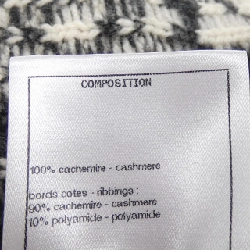 COMPOSITION
100% cachemire - cashmere
bords cotes - ribbings :
90% cachemire - cashmere
10% polyamide - polyamide